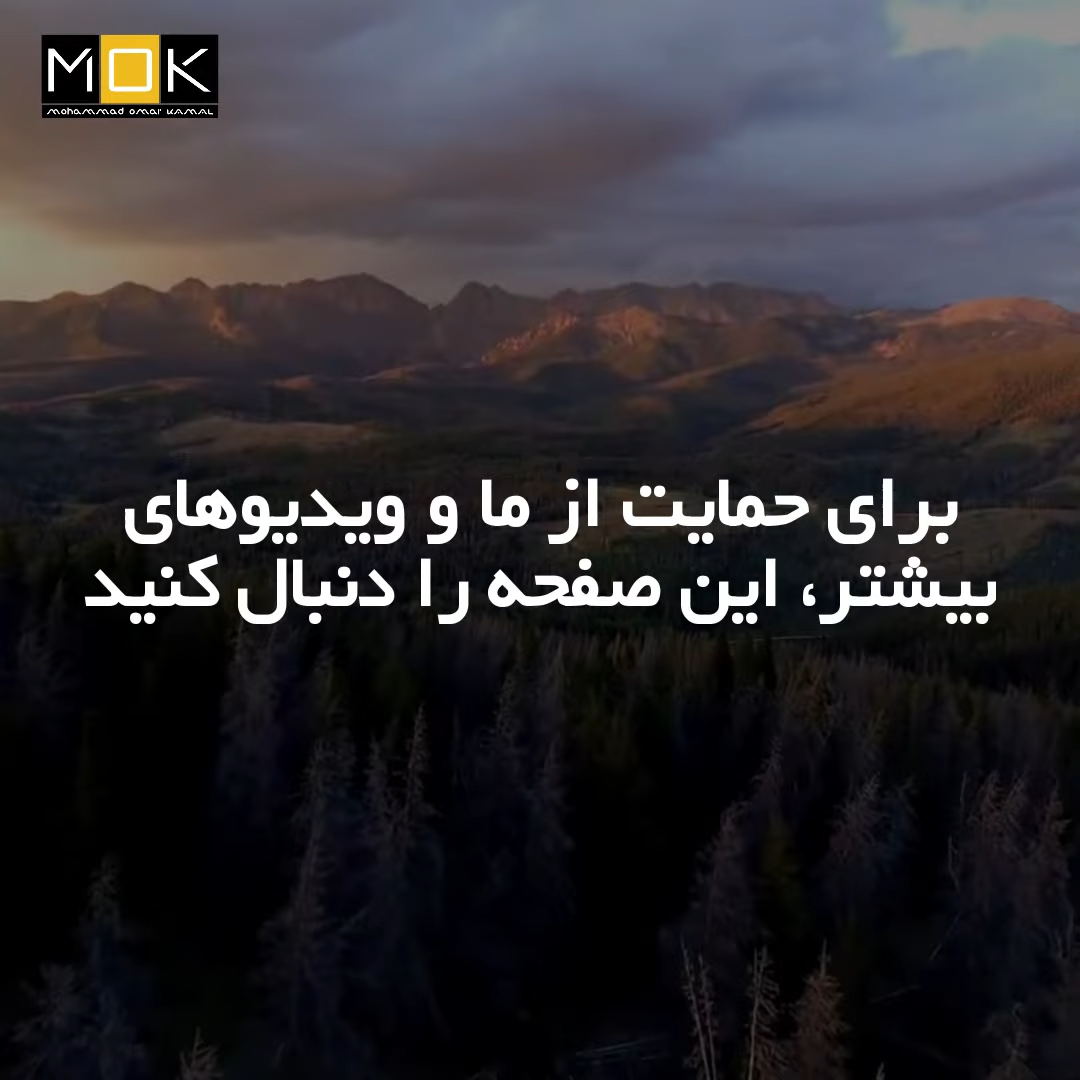 MOK
Mohammad Omar KAMAL
برای حمایت از ما و ویدیوهای
بیشتر، این صفحه را دنبال کنید